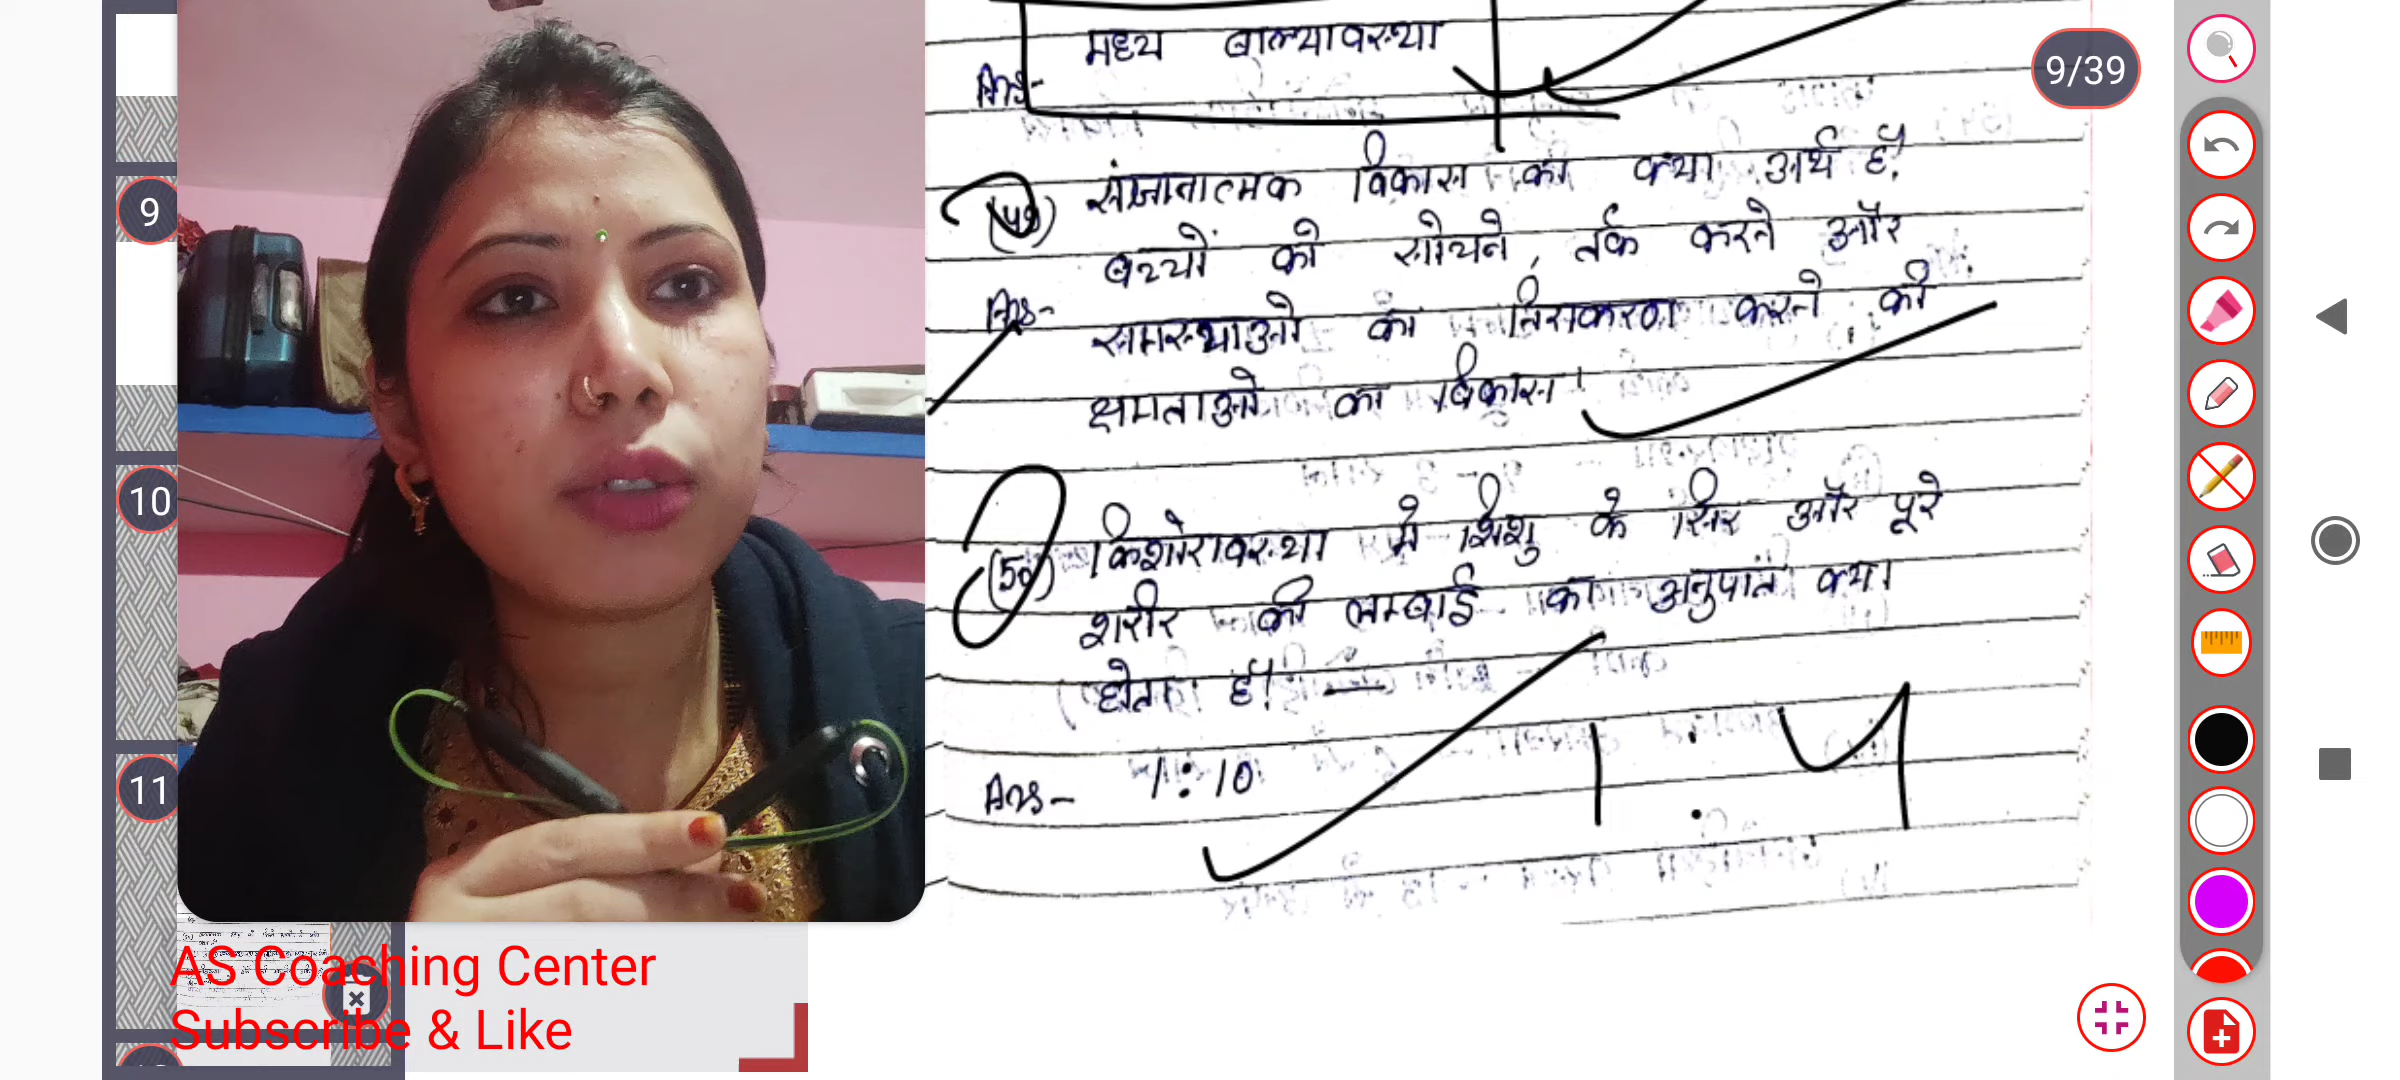 मध्य बाल्यावस्था
Ans-
(49) संज्ञानात्मक विकास का क्या अर्थ है?
बच्चों को सोचने, तर्क करने और
Ans-
समस्याओ का निराकरण करने की
क्षमताओ का विकास।
(50) किशोरावस्था मे शिशु के सिर और पूरे
शरीर की लम्बाई का अनुपात क्या
होता है।
Ans- 1:10
1:4
9/39
9
10
11
AS Coaching Center
Subscribe & Like